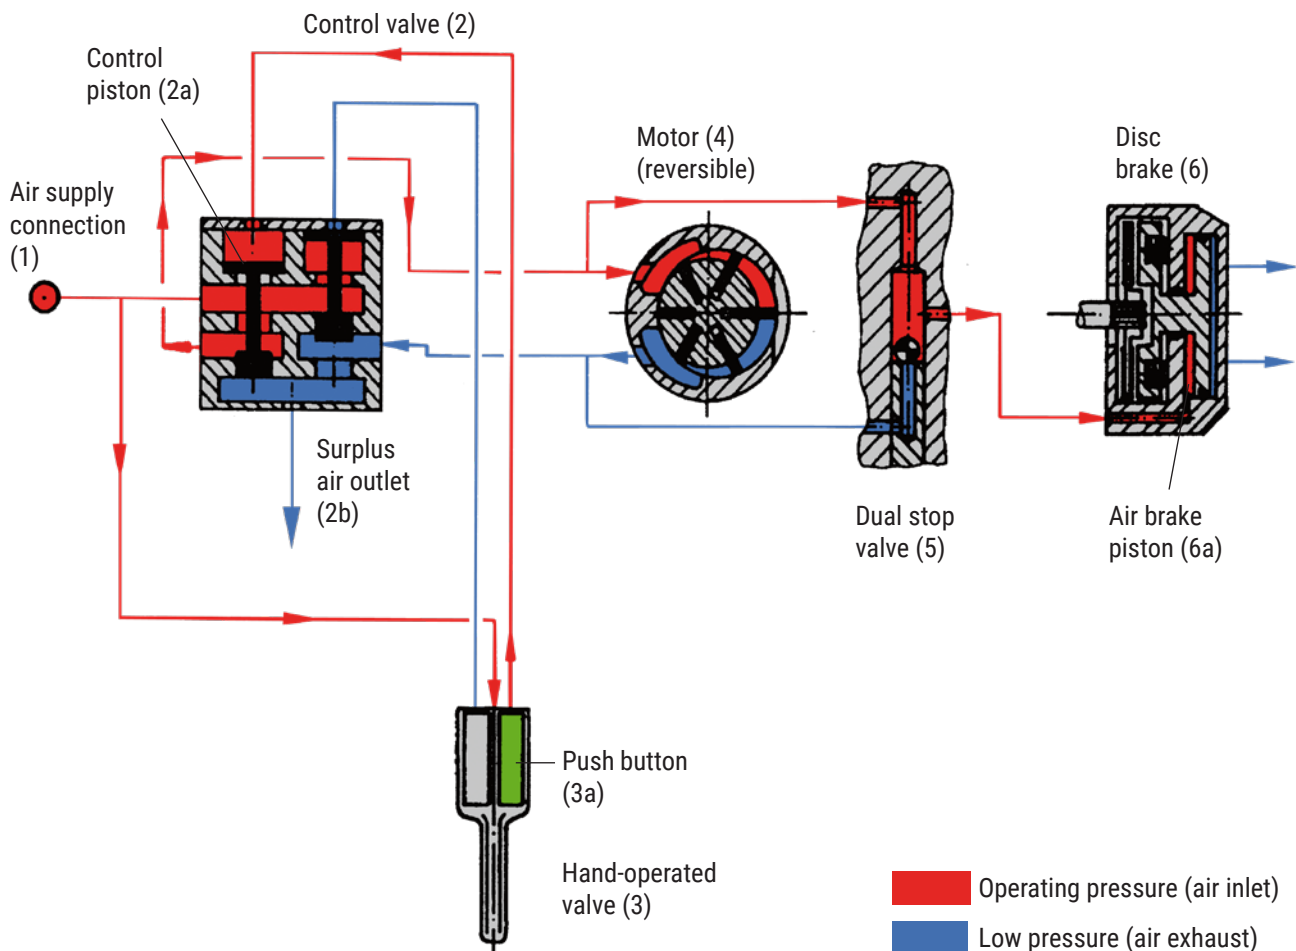 Control valve (2)
Control
piston (2a)
Air supply
connection
(1)
Motor (4)
(reversible)
Disc
brake (6)
Surplus
air outlet
(2b)
Dual stop
valve (5)
Air brake
piston (6a)
Push button
(3a)
Hand-operated
valve (3)
Operating pressure (air inlet)
Low pressure (air exhaust)